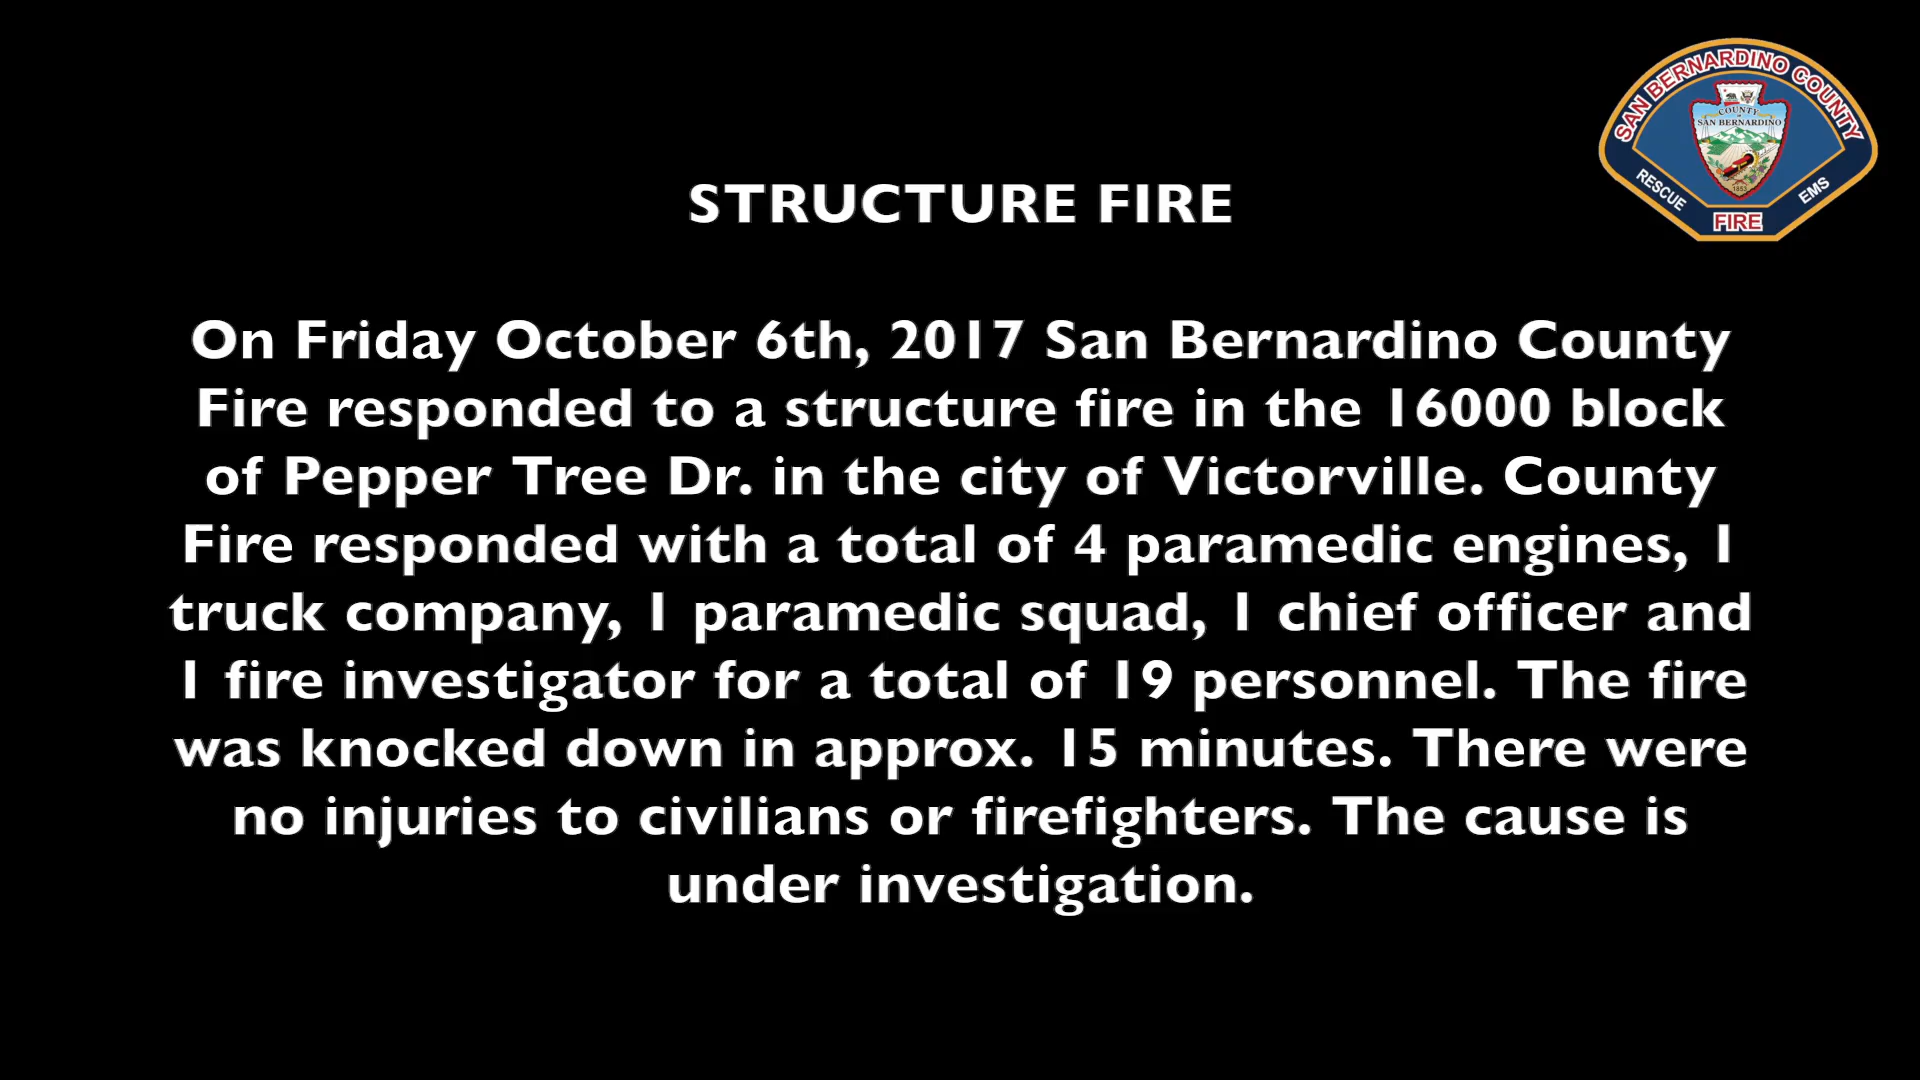 SAN BERNARDINO COUNTY
COUNTY
SAN BERNARDINO
1853
RESCUE
FIRE
EMS
STRUCTURE FIRE
On Friday October 6th, 2017 San Bernardino County
Fire responded to a structure fire in the 16000 block
of Pepper Tree Dr. in the city of Victorville. County
Fire responded with a total of 4 paramedic engines, 1
truck company, 1 paramedic squad, 1 chief officer and
1 fire investigator for a total of 19 personnel. The fire
was knocked down in approx. 15 minutes. There were
no injuries to civilians or firefighters. The cause is
under investigation.